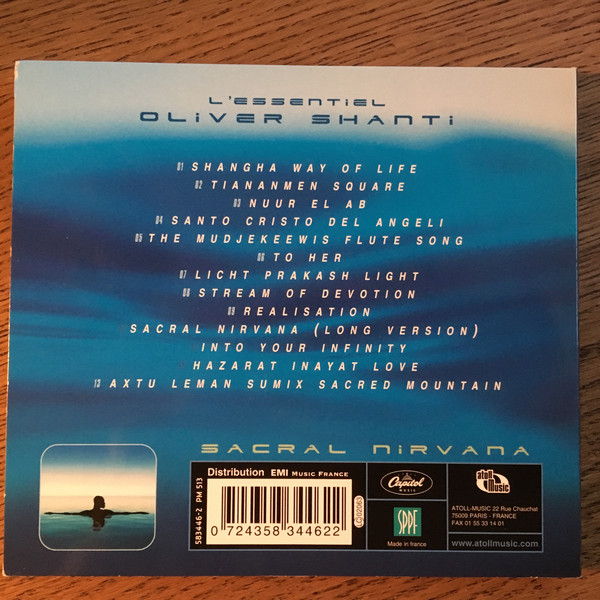 L'ESSENTIEL
OLIVER SHANTI
01 SHANGHA WAY OF LIFE
02 TIANANMEN SQUARE
03 NUUR EL AB
04 SANTO CRISTO DEL ANGELI
05 THE MUDJEKEEWIS FLUTE SONG
06 TO HER
07 LICHT PRAKASH LIGHT
08 STREAM OF DEVOTION
09 REALISATION
SACRAL NIRVANA (LONG VERSION)
INTO YOUR INFINITY
HAZARAT INAYAT LOVE
13 AXTU LEMAN SUMIX SACRED MOUNTAIN
SACRAL NIRVANA
Distribution EMI MUSIC FRANCE
583446-2 PM 513
0 724358 344622
LC 02063
Capitol
MUSIC
SPPF
Made in france
atoll
Music
ATOLL-MUSIC 22 Rue Chauchat
75009 PARIS - FRANCE
FAX 01 55 33 14 01
www.atollmusic.com